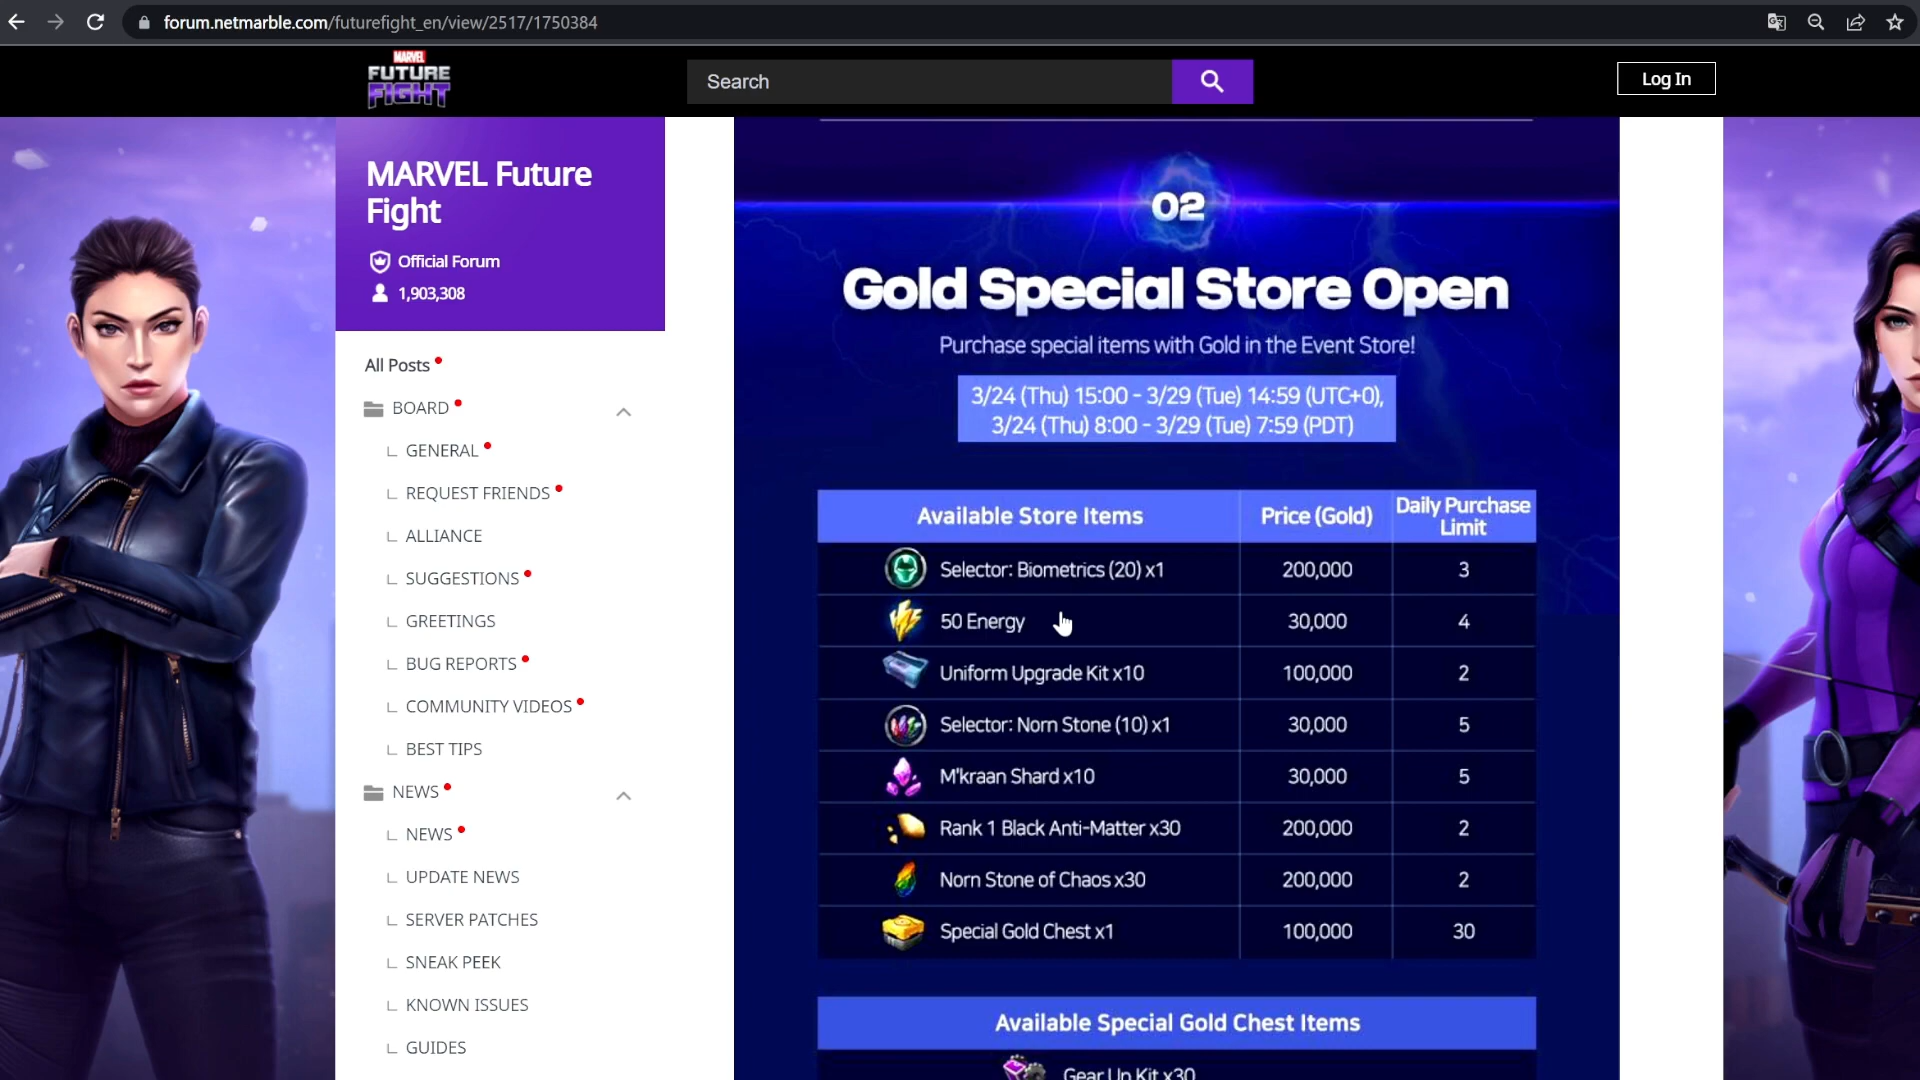 forum.netmarble.com/futurefight_en/view/2517/1750384
MARVEL
FUTURE
FIGHT
Search
Log In
MARVEL Future
Fight
Official Forum
1,903,308
All Posts
BOARD
GENERAL
REQUEST FRIENDS
ALLIANCE
SUGGESTIONS
GREETINGS
BUG REPORTS
COMMUNITY VIDEOS
BEST TIPS
NEWS
NEWS
UPDATE NEWS
SERVER PATCHES
SNEAK PEEK
KNOWN ISSUES
GUIDES
02
Gold Special Store Open
Purchase special items with Gold in the Event Store!
3/24 (Thu) 15:00 - 3/29 (Tue) 14:59 (UTC+0),
3/24 (Thu) 8:00 - 3/29 (Tue) 7:59 (PDT)
Available Store Items Price (Gold) Daily Purchase
Limit
Selector: Biometrics (20) x1 200,000 3
50 Energy 30,000 4
Uniform Upgrade Kit x10 100,000 2
Selector: Norn Stone (10) x1 30,000 5
M'kraan Shard x10 30,000 5
Rank 1 Black Anti-Matter x30 200,000 2
Norn Stone of Chaos x30 200,000 2
Special Gold Chest x1 100,000 30
Available Special Gold Chest Items
Gear Up Kit x30